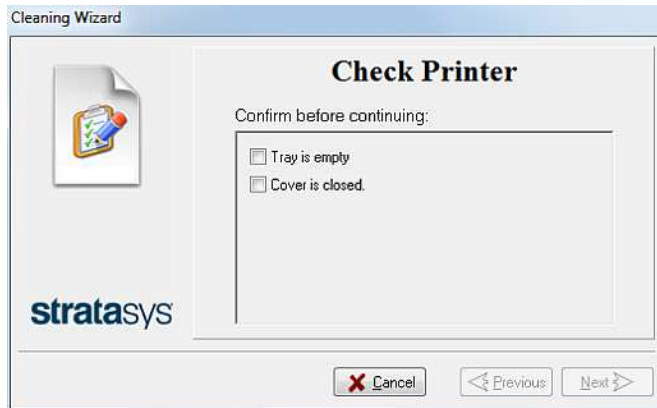 Cleaning Wizard
Check Printer
Confirm before continuing:
Tray is empty
Cover is closed.
stratasys
Cancel
Previous
Next